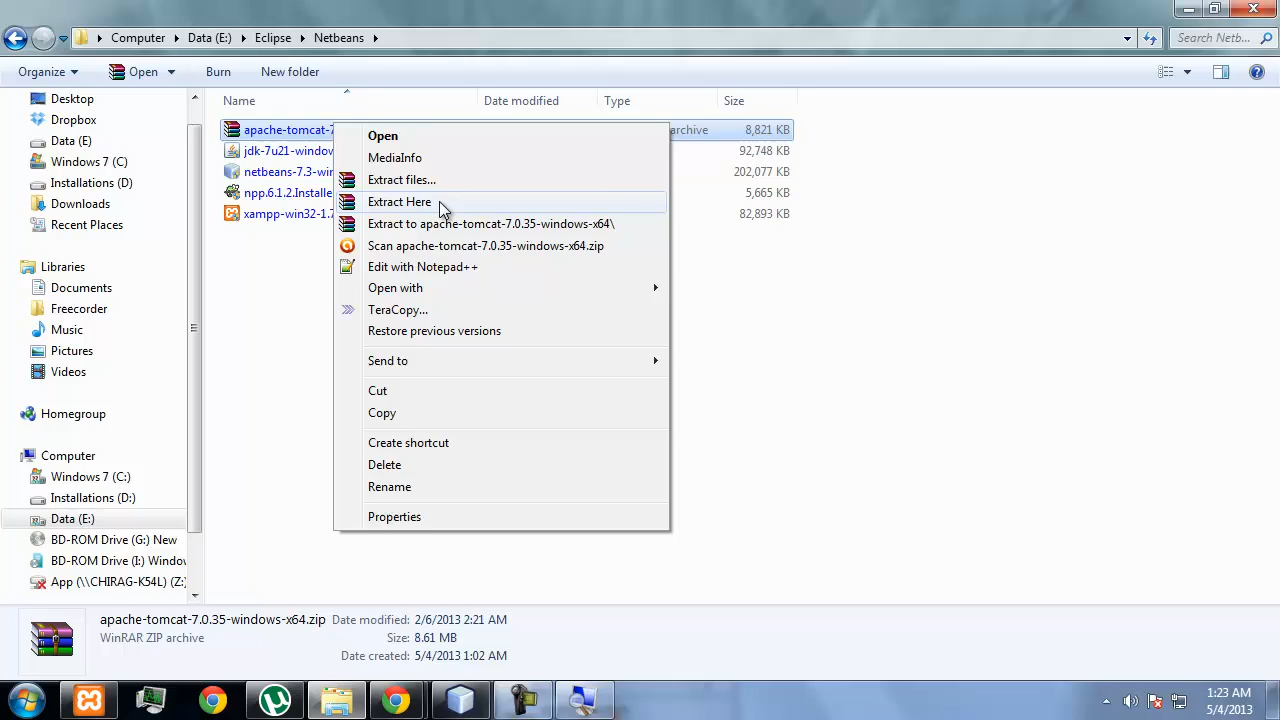 Computer Data (E:) Eclipse Netbeans
Search Netb...
Organize Open Burn New folder
Name Date modified Type Size
Desktop
Dropbox
Data (E)
Windows 7 (C)
Installations (D)
Downloads
Recent Places
Libraries
Documents
Freecorder
Music
Pictures
Videos
Homegroup
Computer
Windows 7 (C:)
Installations (D:)
Data (E:)
BD-ROM Drive (G:) New
BD-ROM Drive (I:) Windo
App (\\CHIRAG-K54L) (Z:)
apache-tomcat-7 archive 8,821 KB
jdk-7u21-windo 92,748 KB
netbeans-7.3-win 202,077 KB
npp.6.1.2.Installe 5,665 KB
xampp-win32-1.7 82,893 KB
Open
MediaInfo
Extract files...
Extract Here
Extract to apache-tomcat-7.0.35-windows-x64\
Scan apache-tomcat-7.0.35-windows-x64.zip
Edit with Notepad++
Open with
TeraCopy...
Restore previous versions
Send to
Cut
Copy
Create shortcut
Delete
Rename
Properties
apache-tomcat-7.0.35-windows-x64.zip Date modified: 2/6/2013 2:21 AM
WinRAR ZIP archive Size: 8.61 MB
Date created: 5/4/2013 1:02 AM
1:23 AM
5/4/2013